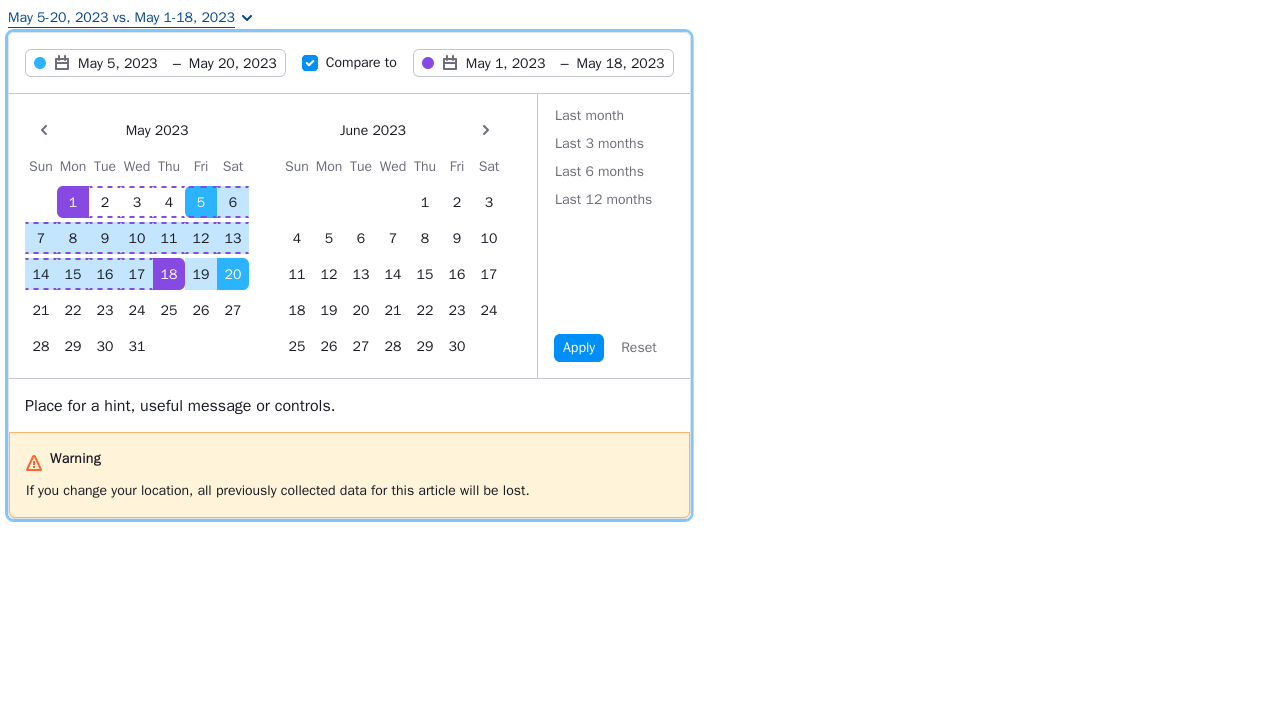 May 5-20, 2023 vs. May 1-18, 2023
May 5, 2023 – May 20, 2023 Compare to May 1, 2023 – May 18, 2023
May 2023 June 2023
Sun Mon Tue Wed Thu Fri Sat Sun Mon Tue Wed Thu Fri Sat
1 2 3 4 5 6 1 2 3
7 8 9 10 11 12 13 4 5 6 7 8 9 10
14 15 16 17 18 19 20 11 12 13 14 15 16 17
21 22 23 24 25 26 27 18 19 20 21 22 23 24
28 29 30 31 25 26 27 28 29 30
Last month
Last 3 months
Last 6 months
Last 12 months
Apply Reset
Place for a hint, useful message or controls.
Warning
If you change your location, all previously collected data for this article will be lost.